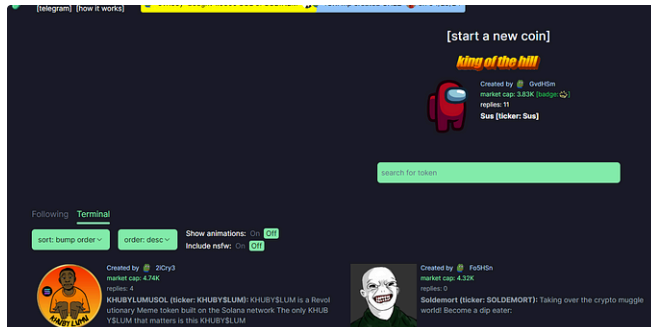 [telegram] [how it works]
[start a new coin]
king of the hill
Created by GvdHSm
market cap: 3.83K [badge: ]
replies: 11
Sus [ticker: Sus]
search for token
Following Terminal
sort: bump order
order: desc
Show animations: On Off
Include nsfw: On Off
Created by 2iCry3
market cap: 4.74K
replies: 4
KHUBYLUMUSOL (ticker: KHUBY$LUM): KHUBY$LUM is a Revol
utionary Meme token built on the Solana network The only KHUB
Y$LUM that matters is this KHUBY$LUM
KHUBY LUMU
Created by Fo5HSn
market cap: 4.32K
replies: 0
Soldemort (ticker: SOLDEMORT): Taking over the crypto muggle
world! Become a dip eater: